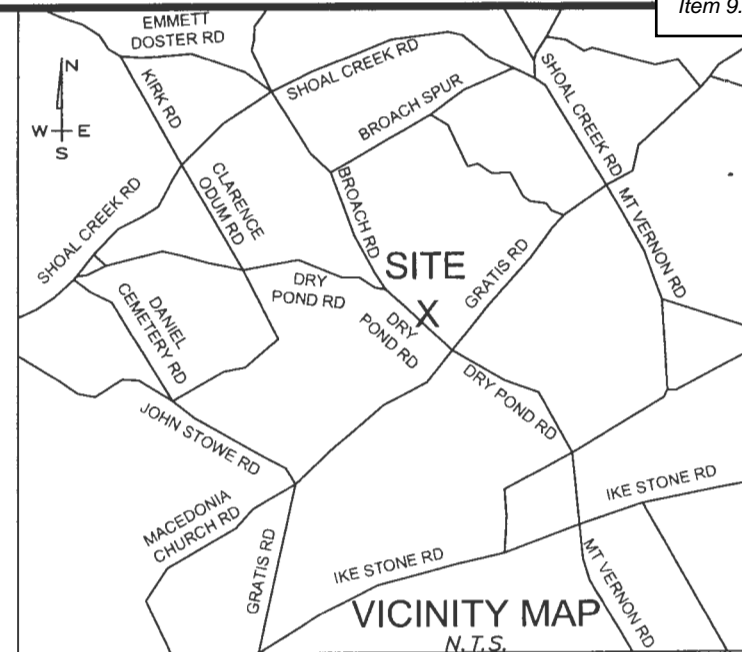 Item 9.
EMMETT
DOSTER RD
N
W E
S
KIRK RD
SHOAL CREEK RD
BROACH SPUR
SHOAL CREEK RD
CLARENCE
ODUM RD
BROACH RD
SHOAL CREEK RD
MT VERNON RD
SITE
X
GRATIS RD
DRY
POND RD
DRY
POND RD
DANIEL
CEMETERY RD
DRY POND RD
JOHN STOWE RD
MACEDONIA
CHURCH RD
IKE STONE RD
GRATIS RD
IKE STONE RD
MT VERNON RD
VICINITY MAP
N.T.S.